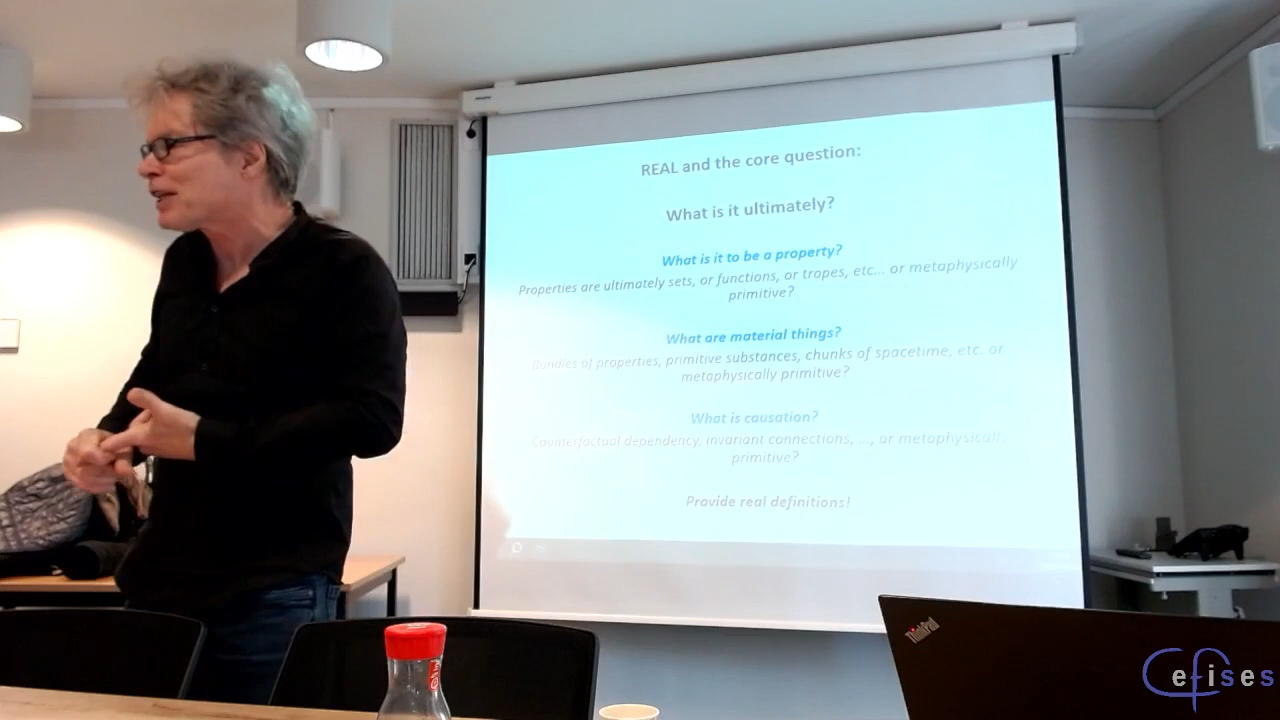 REAL and the core question:
What is it ultimately?
What is it to be a property?
Properties are ultimately sets, or functions, or tropes, etc... or metaphysically
primitive?
What are material things?
Bundles of properties, primitive substances, chunks of spacetime, etc. or
metaphysically primitive?
What is causation?
Counterfactual dependency, invariant connections, ..., or metaphysically
primitive?
Provide real definitions!
ThinkPad
Cefises